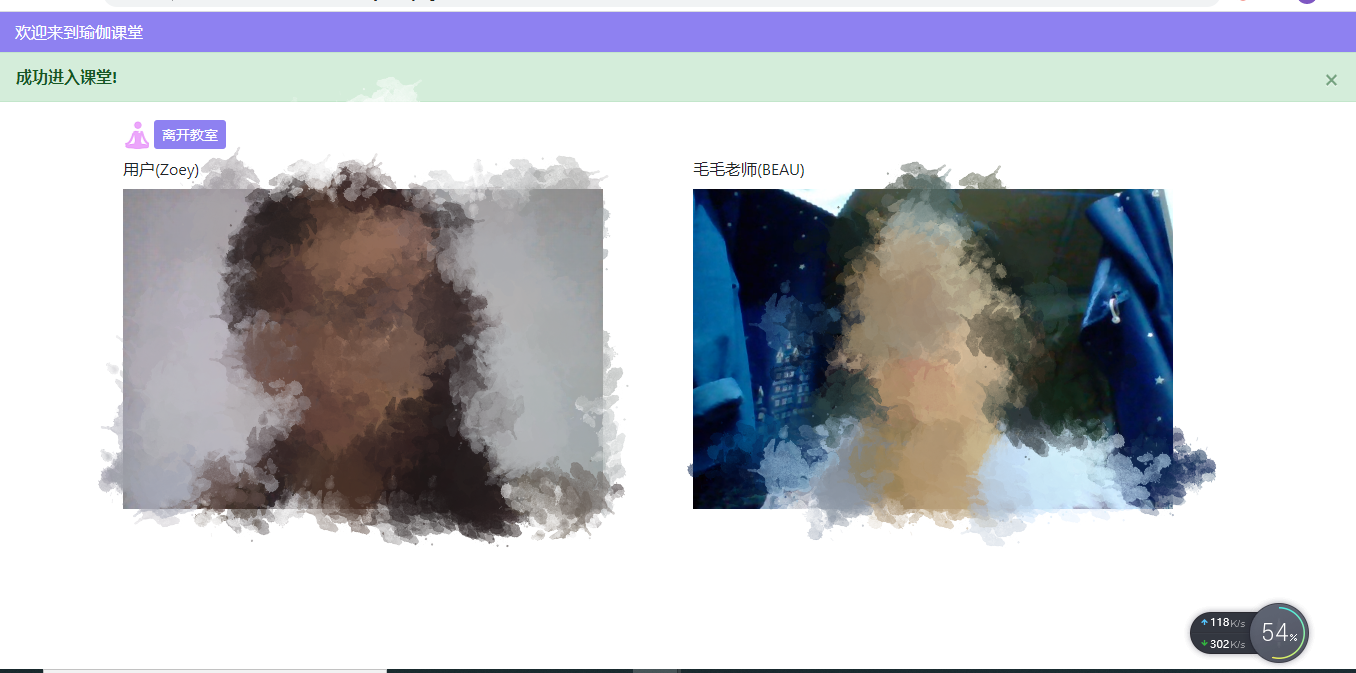 欢迎来到瑜伽课堂
成功进入课堂!
×
离开教室
用户(Zoey)
毛毛老师(BEAU)
118K/s
302K/s
54%